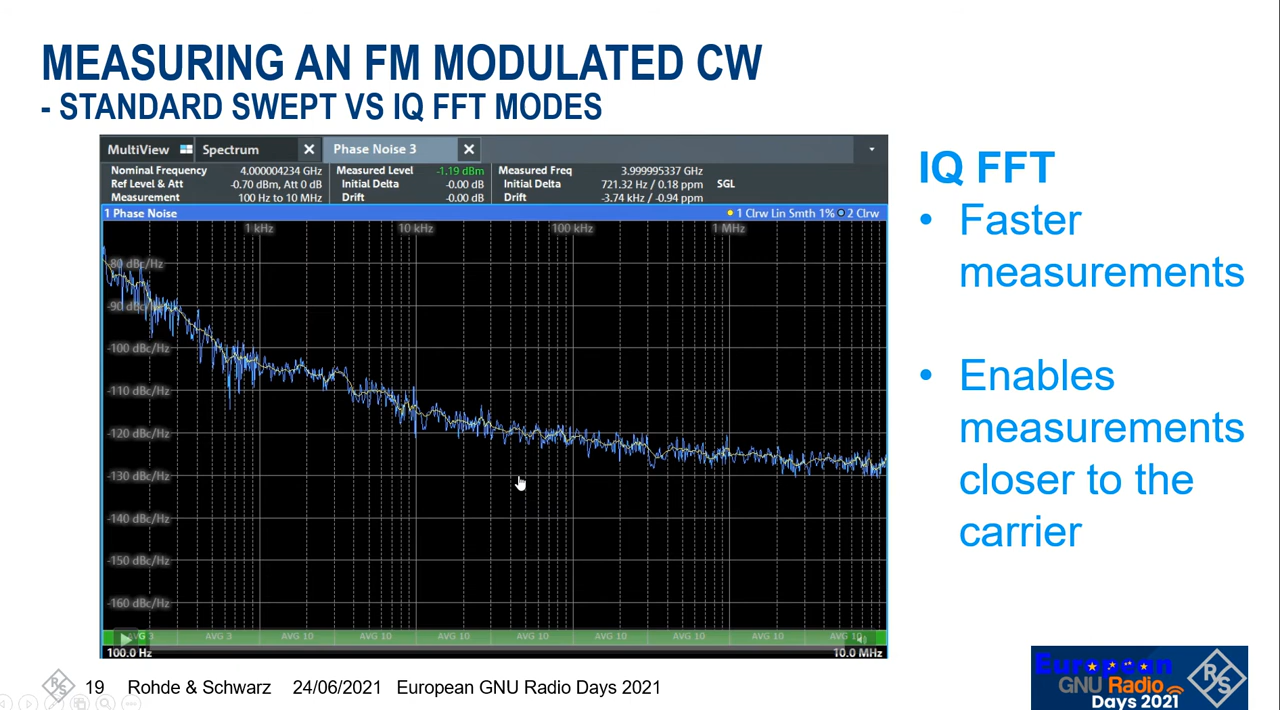 MEASURING AN FM MODULATED CW
- STANDARD SWEPT VS IQ FFT MODES
MultiView Spectrum Phase Noise 3
Nominal Frequency 4.000004234 GHz Measured Level -1.19 dBm Measured Freq 3.999995337 GHz
Ref Level & Att -0.70 dBm, Att 0 dB Initial Delta -0.00 dB Initial Delta 721.32 Hz / 0.18 ppm SGL
Measurement 100 Hz to 10 MHz Drift -0.00 dB Drift -3.74 kHz / -0.94 ppm
1 Phase Noise 1 Clrw Lin Smth 1% 2 Clrw
1 kHz 10 kHz 100 kHz 1 MHz
-80 dBc/Hz
-90 dBc/Hz
-100 dBc/Hz
-110 dBc/Hz
-120 dBc/Hz
-130 dBc/Hz
-140 dBc/Hz
-150 dBc/Hz
-160 dBc/Hz
AVG 3 AVG 3 AVG 10 AVG 10 AVG 10 AVG 10 AVG 10 AVG 10 AVG 10 AVG 10
100.0 Hz 10.0 MHz
IQ FFT
• Faster
measurements
• Enables
measurements
closer to the
carrier
R S 19 Rohde & Schwarz 24/06/2021 European GNU Radio Days 2021
European
GNU Radio
Days 2021
R S